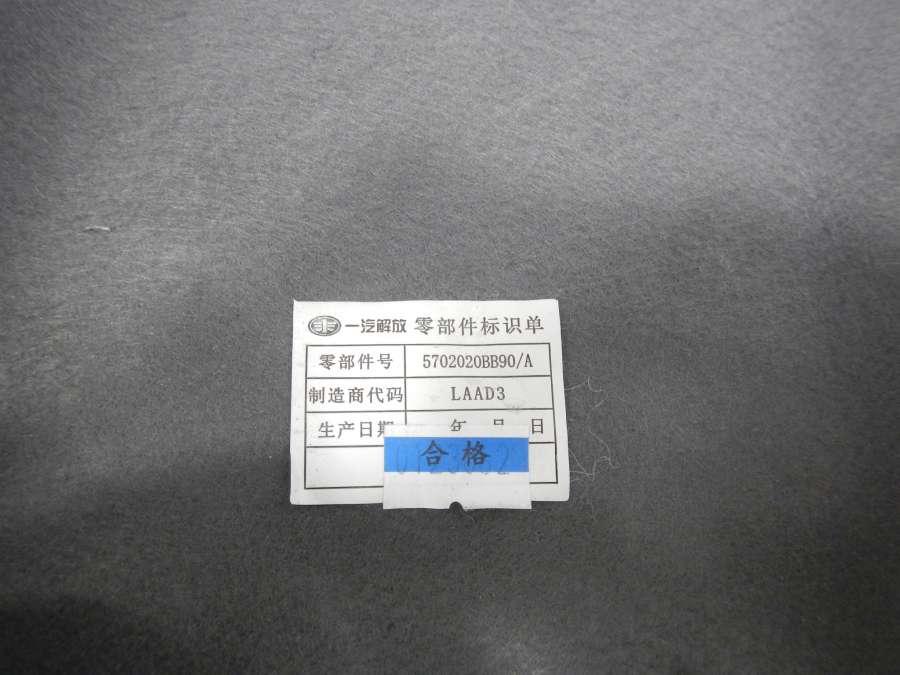 一汽解放 零部件标识单
零部件号 5702020BB90/A
制造商代码 LAAD3
生产日期 年 月 日
合格